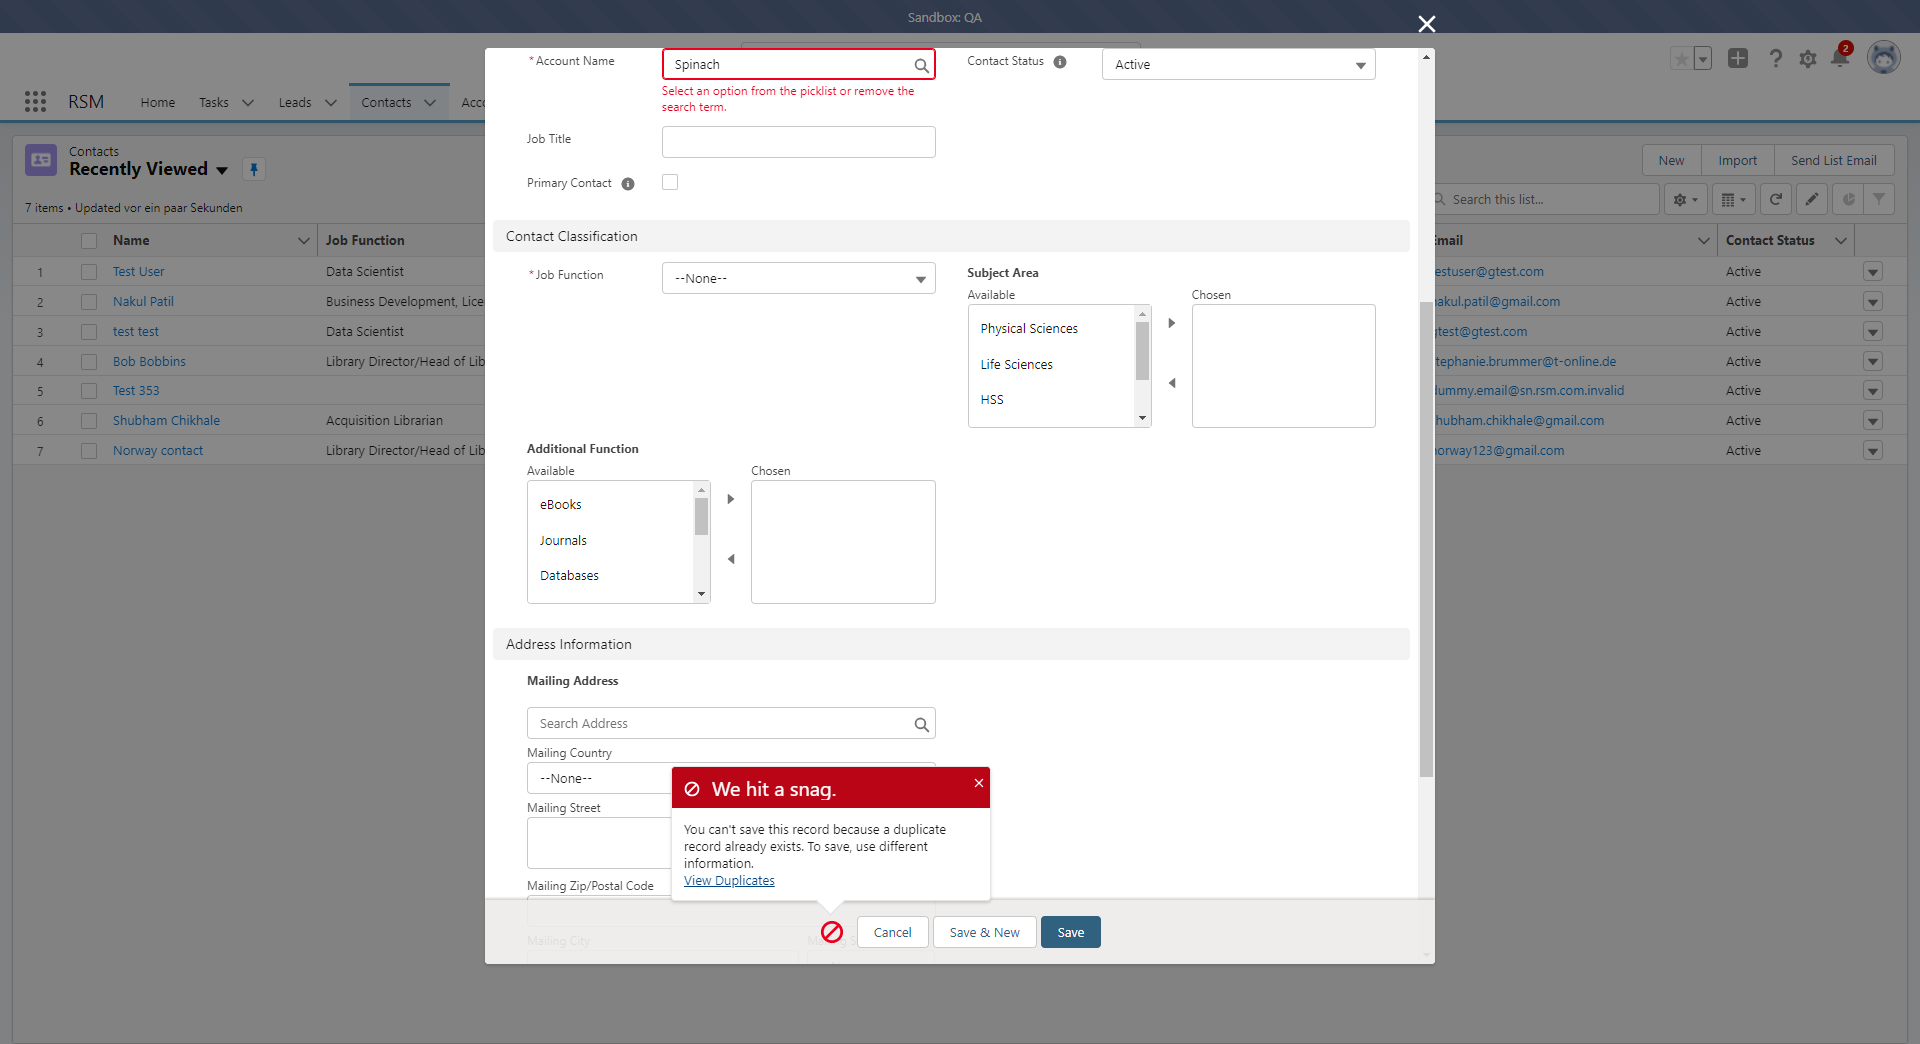 Sandbox: QA
RSM
Home
Tasks
Leads
Contacts
2
Contacts
Recently Viewed
7 items • Updated vor ein paar Sekunden
New
Import
Send List Email
Search this list...
Name
Job Function
Contact Status
1 Test User Data Scientist estuser@gtest.com Active
2 Nakul Patil Business Development, Lice akul.patil@gmail.com Active
3 test test Data Scientist test@gtest.com Active
4 Bob Bobbins Library Director/Head of Lib tephanie.brummer@t-online.de Active
5 Test 353 ummy.email@sn.rsm.com.invalid Active
6 Shubham Chikhale Acquisition Librarian hubham.chikhale@gmail.com Active
7 Norway contact Library Director/Head of Lib orway123@gmail.com Active
*Account Name
Spinach
Select an option from the picklist or remove the
search term.
Contact Status
Active
Job Title
Primary Contact
Contact Classification
*Job Function
--None--
Subject Area
Available
Chosen
Physical Sciences
Life Sciences
HSS
Additional Function
Available
Chosen
eBooks
Journals
Databases
Address Information
Mailing Address
Search Address
Mailing Country
--None--
Mailing Street
Mailing Zip/Postal Code
Mailing City
We hit a snag.
You can't save this record because a duplicate
record already exists. To save, use different
information.
View Duplicates
Cancel
Save & New
Save